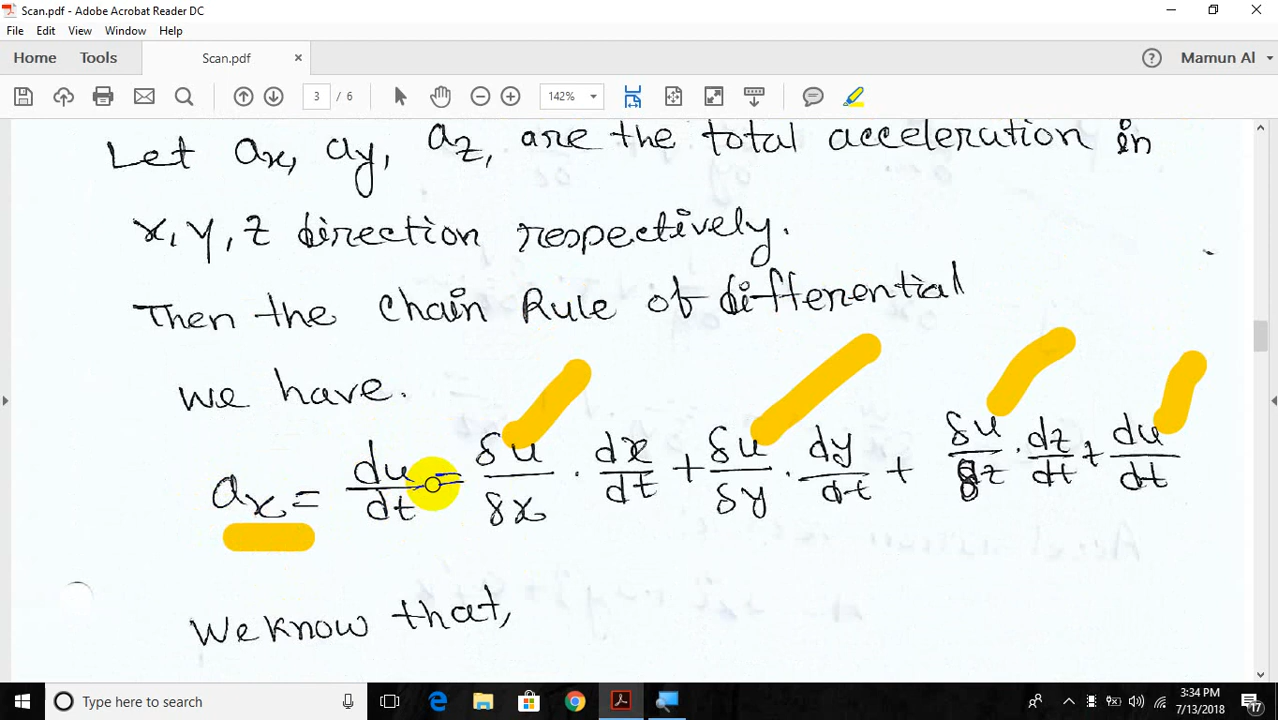 Scan.pdf - Adobe Acrobat Reader DC
File Edit View Window Help
Home Tools Scan.pdf × ? Mamun Al
3 / 6 142%
Let ax, ay, az, are the total acceleration in
x, y, z direction respectively.
Then the Chain Rule of differential
we have.
ax = du/dt = δu/δx . dx/dt + δu/δy . dy/dt + δu/δz . dz/dt + du/dt
We know that,
Type here to search
3:34 PM
7/13/2018
17